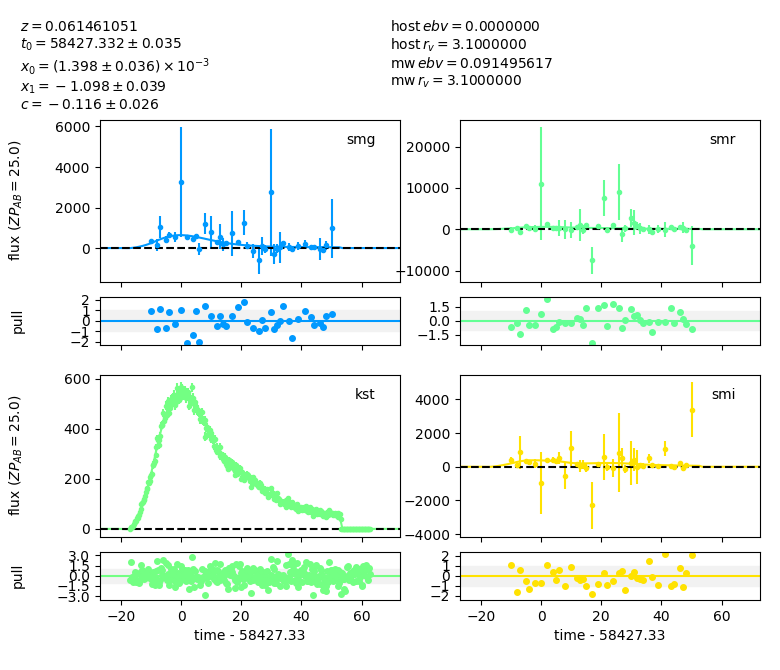 z = 0.061461051
t₀ = 58427.332 ± 0.035
x₀ = (1.398 ± 0.036) × 10⁻³
x₁ = −1.098 ± 0.039
c = −0.116 ± 0.026
host ebv = 0.0000000
host r_v = 3.1000000
mw ebv = 0.091495617
mw r_v = 3.1000000
flux (ZP_AB = 25.0)
6000
4000
2000
0
smg
20000
10000
0
−10000
smr
pull
2
1
0
−1
−2
1.5
0.0
−1.5
flux (ZP_AB = 25.0)
600
400
200
0
kst
4000
2000
0
−2000
−4000
smi
pull
3.0
1.5
0.0
−1.5
−3.0
2
1
0
−1
−2
−20 0 20 40 60
−20 0 20 40 60
time - 58427.33
time - 58427.33